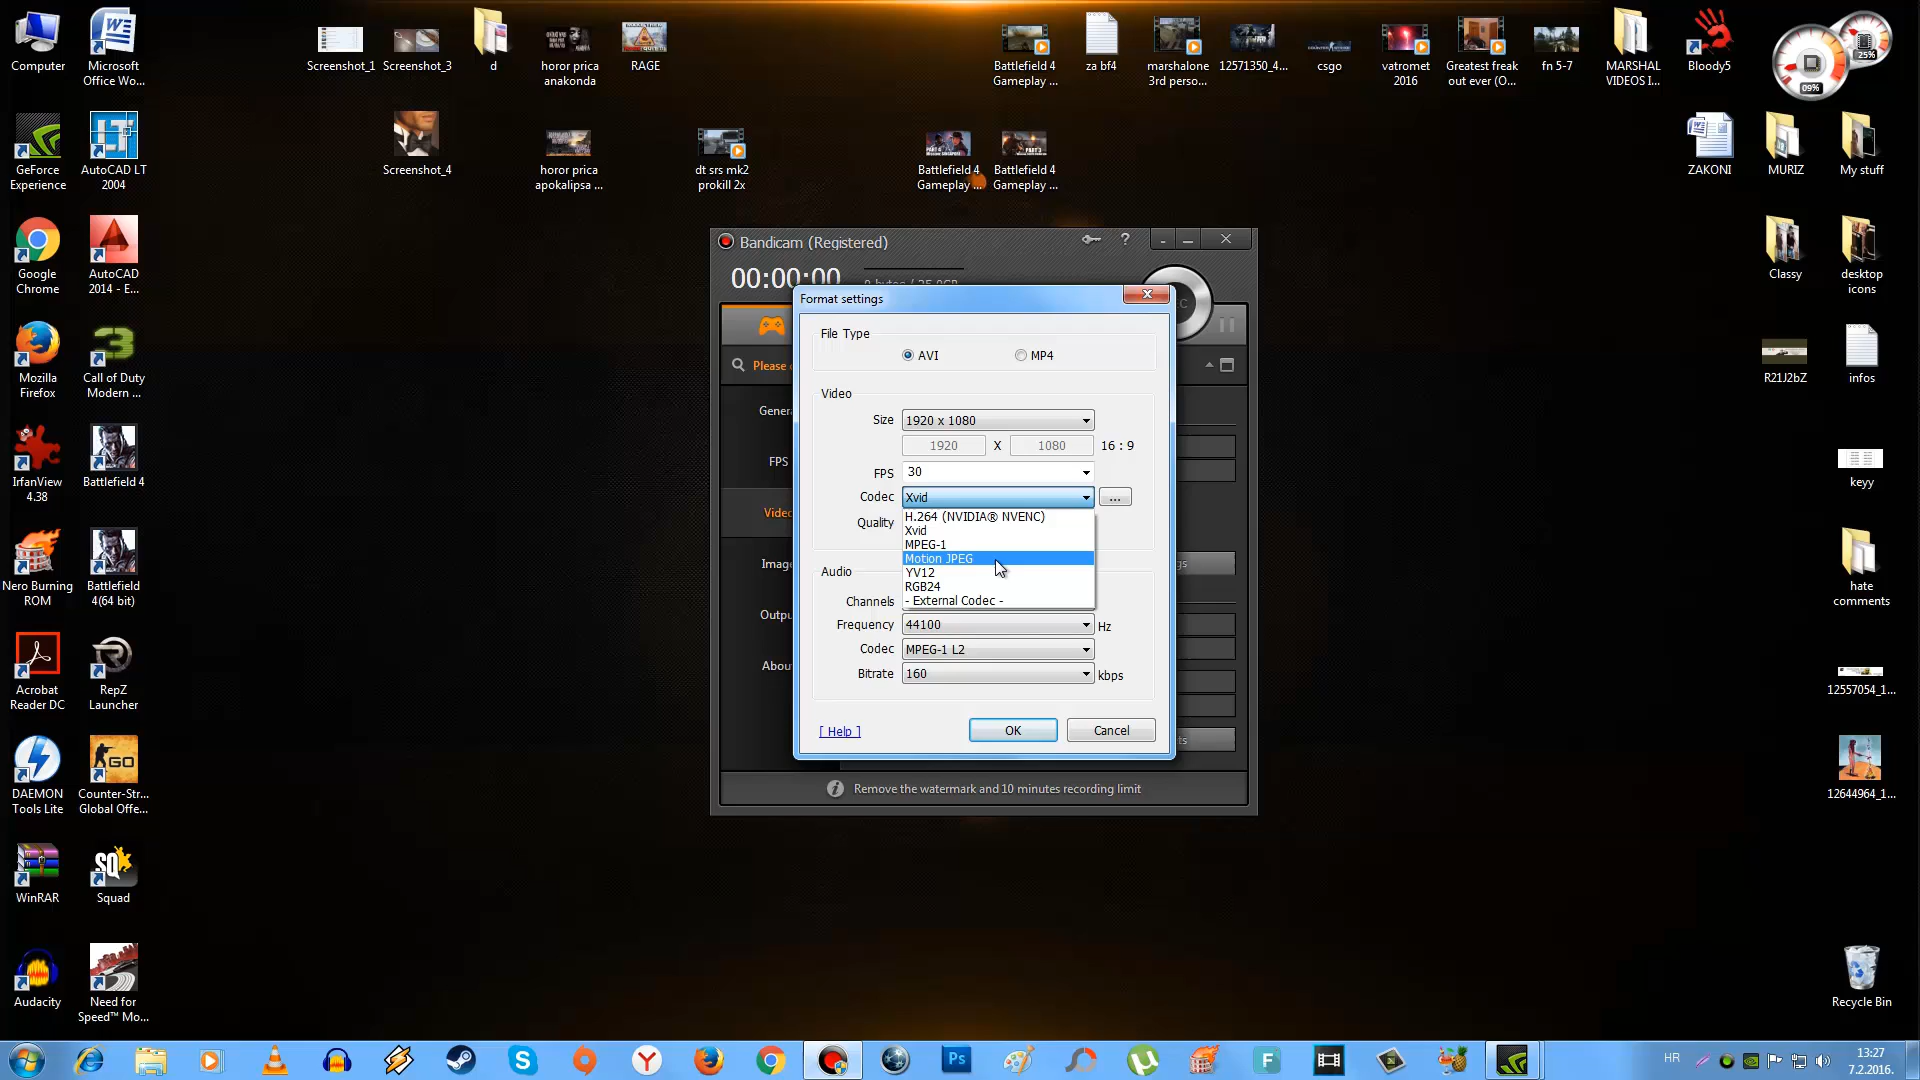 Computer
Microsoft
Office Wo...
Screenshot_1
Screenshot_3
d
horor prica
anakonda
RAGE
Battlefield 4
Gameplay ...
za bf4
marshalone
3rd perso...
12571350_4...
csgo
vatromet
2016
Greatest freak
out ever (O...
fn 5-7
MARSHAL
VIDEOS I...
Bloody5
09%
25%
GeForce
Experience
AutoCAD LT
2004
Screenshot_4
horor prica
apokalipsa ...
dt srs mk2
prokill 2x
Battlefield 4
Gameplay ...
Battlefield 4
Gameplay ...
ZAKONI
MURIZ
My stuff
Google
Chrome
AutoCAD
2014 - E...
Classy
desktop
icons
Mozilla
Firefox
Call of Duty
Modern ...
R21J2bZ
infos
IrfanView
4.38
Battlefield 4
keyy
Nero Burning
ROM
Battlefield
4(64 bit)
hate
comments
Acrobat
Reader DC
RepZ
Launcher
12557054_1...
DAEMON
Tools Lite
Counter-Str...
Global Offe...
12644964_1...
WinRAR
Squad
Audacity
Need for
Speed™ Mo...
Recycle Bin
Bandicam (Registered)
00:00:00
Format settings
File Type
AVI
MP4
Video
Size
1920 x 1080
1920 X 1080 16 : 9
FPS
30
Codec
Xvid
...
Quality
H.264 (NVIDIA® NVENC)
Xvid
MPEG-1
Motion JPEG
YV12
RGB24
- External Codec -
Audio
Channels
Frequency
44100
Hz
Codec
MPEG-1 L2
Bitrate
160
kbps
[ Help ]
OK
Cancel
Please
Genera
FPS
Video
Image
Outpu
Abou
Remove the watermark and 10 minutes recording limit
HR
13:27
7.2.2016.